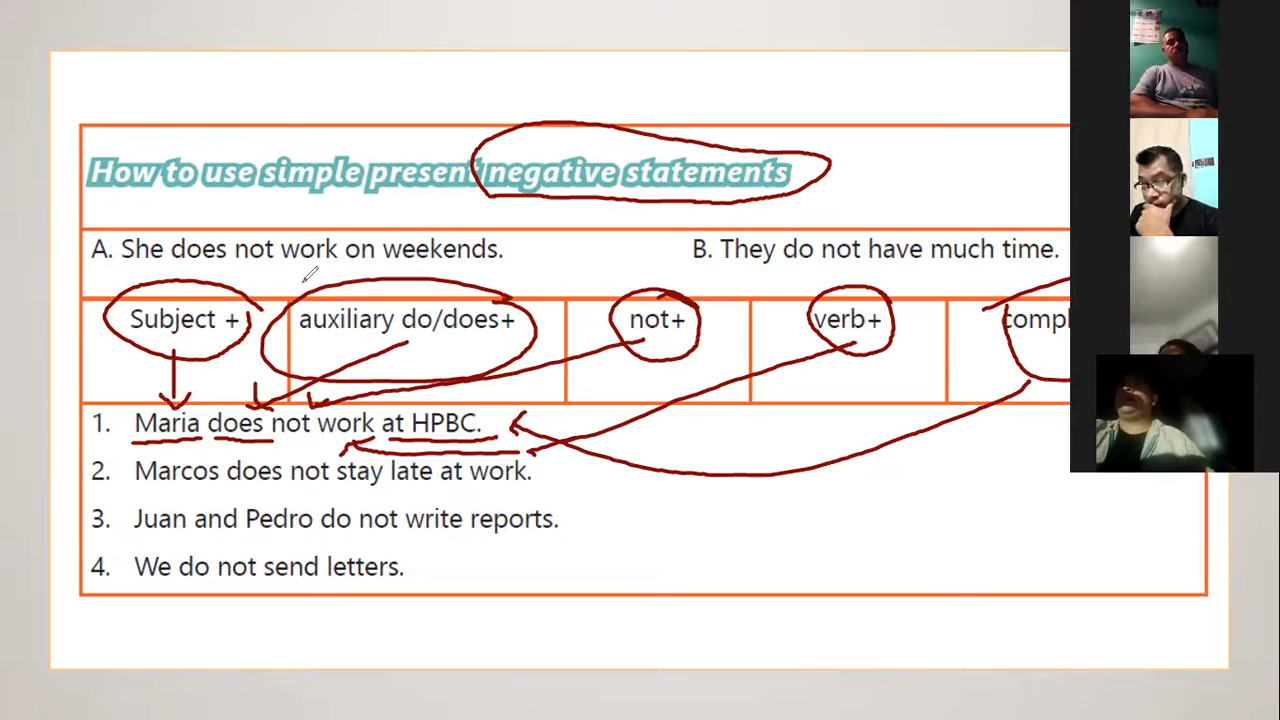 How to use simple present negative statements
A. She does not work on weekends. B. They do not have much time.
Subject + auxiliary do/does+ not+ verb+ compl
1. Maria does not work at HPBC.
2. Marcos does not stay late at work.
3. Juan and Pedro do not write reports.
4. We do not send letters.